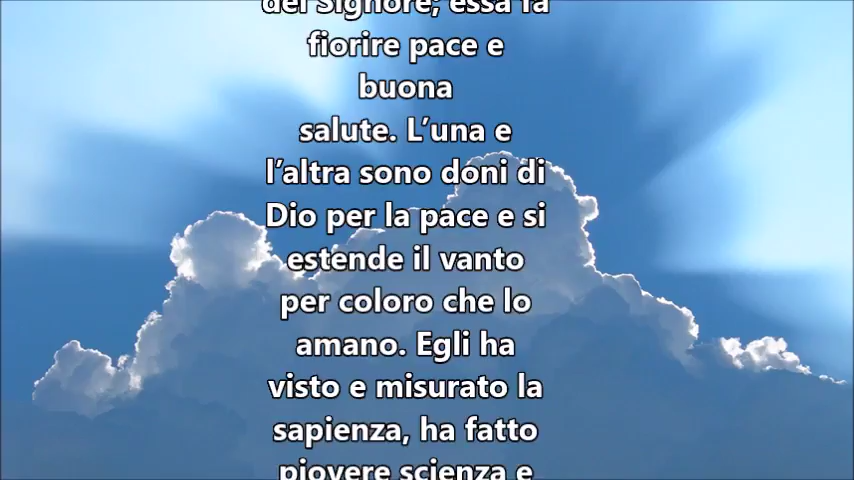 del Signore; essa fa
fiorire pace e
buona
salute. L’una e
l’altra sono doni di
Dio per la pace e si
estende il vanto
per coloro che lo
amano. Egli ha
visto e misurato la
sapienza, ha fatto
piovere scienza e